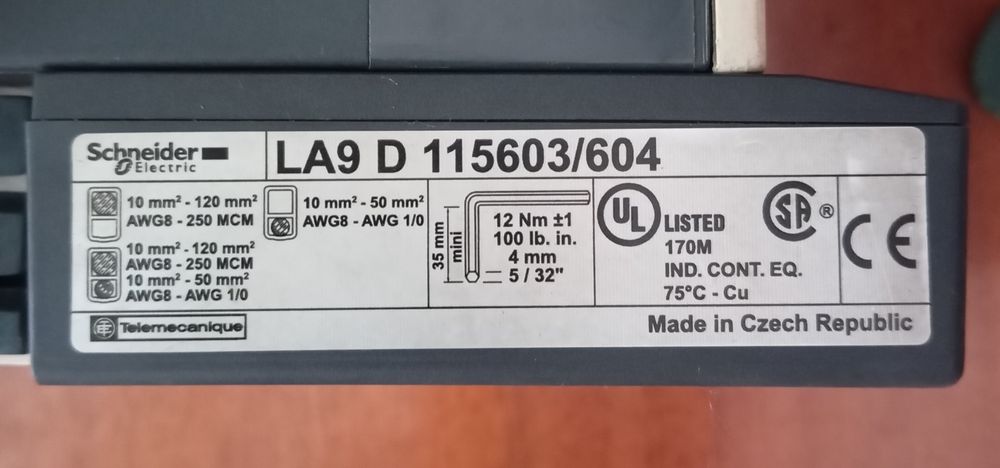 Schneider
Electric
LA9 D 115603/604
10 mm² - 120 mm²
AWG8 - 250 MCM
10 mm² - 120 mm²
AWG8 - 250 MCM
10 mm² - 50 mm²
AWG8 - AWG 1/0
10 mm² - 50 mm²
AWG8 - AWG 1/0
35 mm
mini
12 Nm ±1
100 lb. in.
4 mm
5 / 32"
UL
LISTED
170M
IND. CONT. EQ.
75°C - Cu
SA ®
CE
Telemecanique
Made in Czech Republic